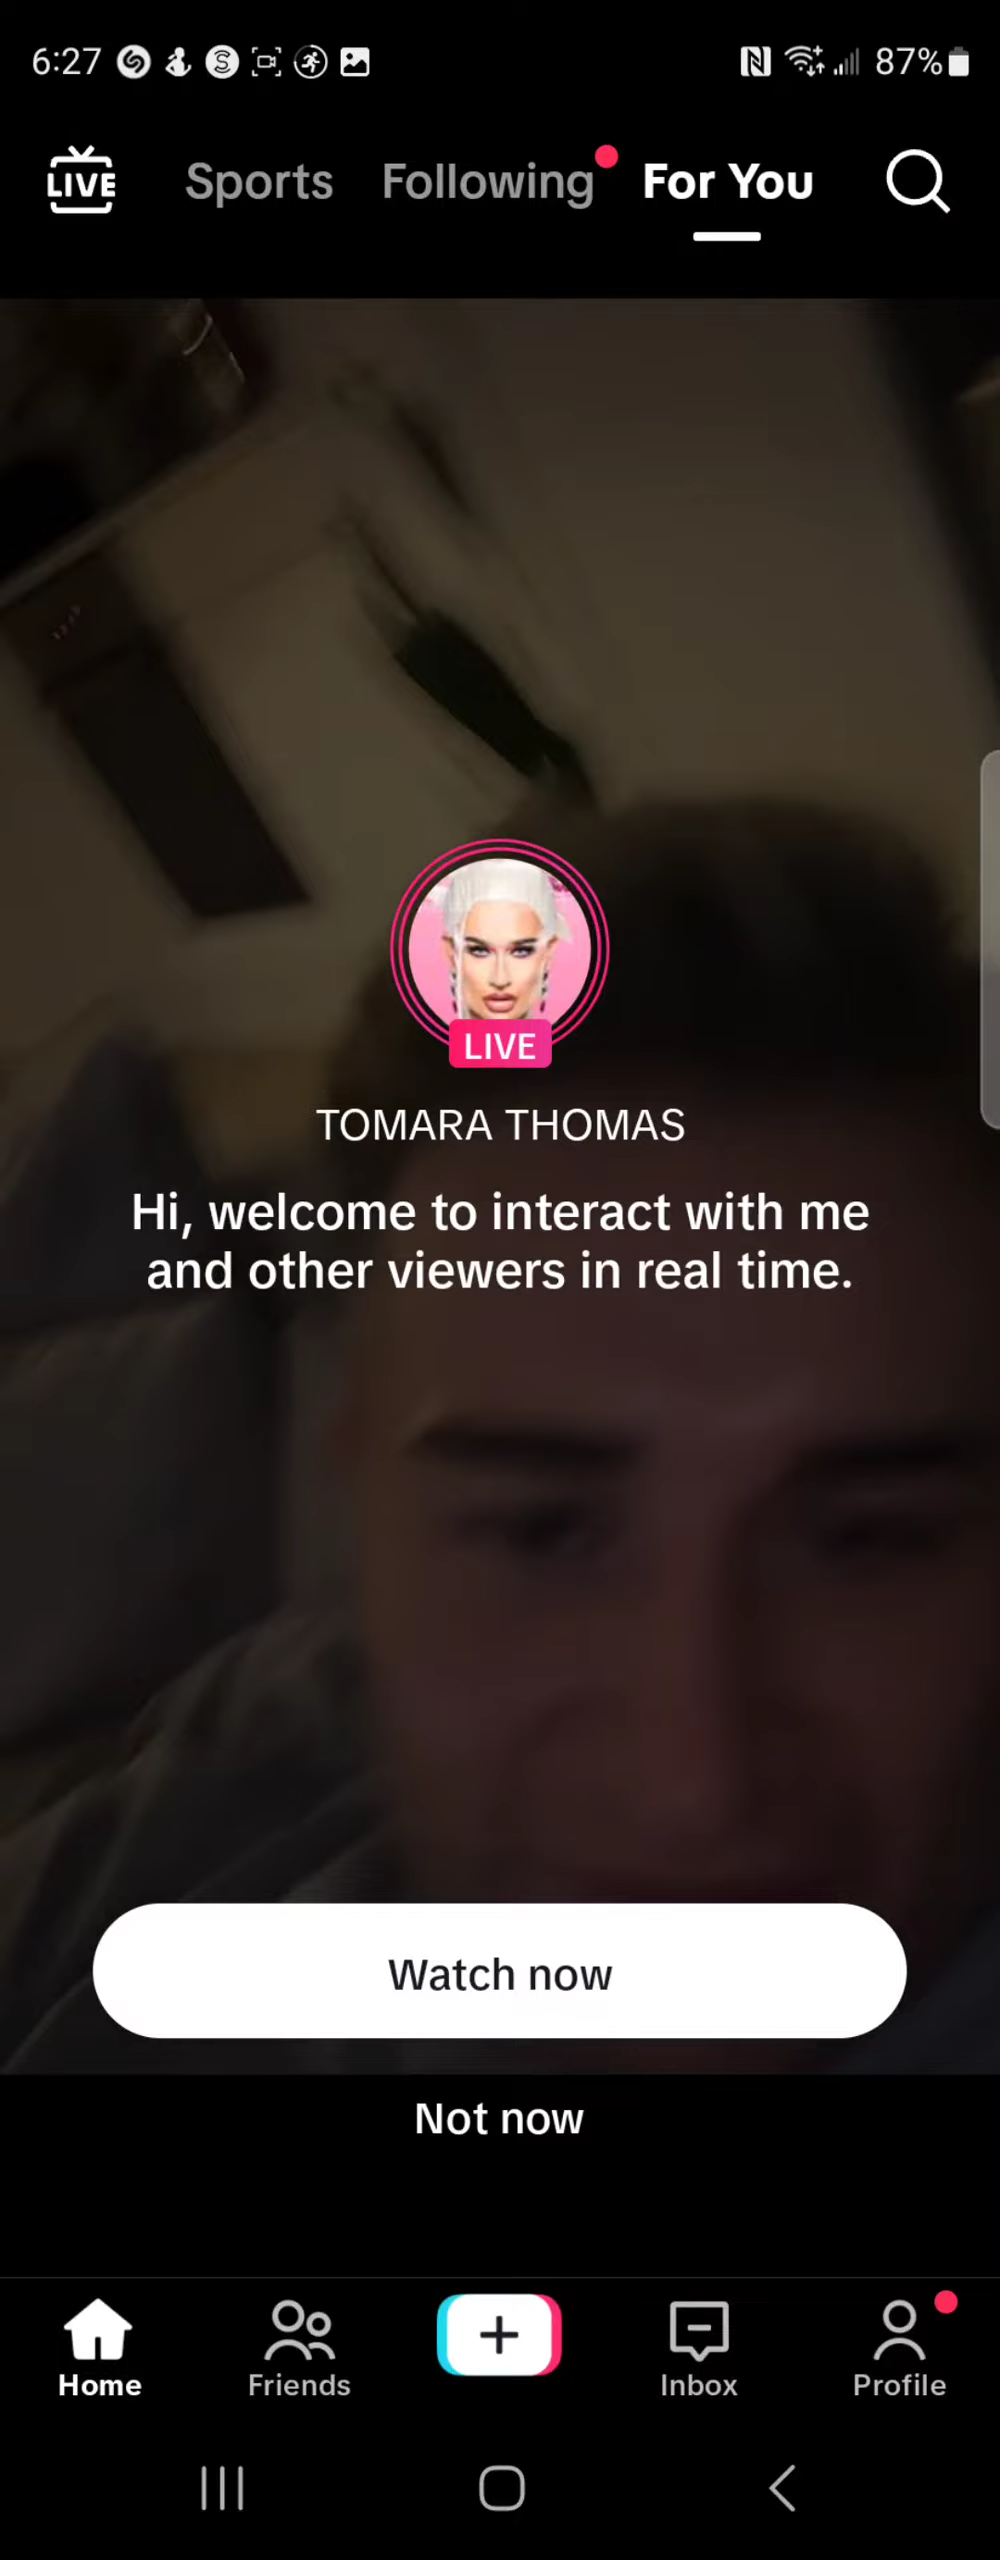 6:27
87%
LIVE
Sports
Following
For You
LIVE
TOMARA THOMAS
Hi, welcome to interact with me
and other viewers in real time.
Watch now
Not now
Home
Friends
Inbox
Profile